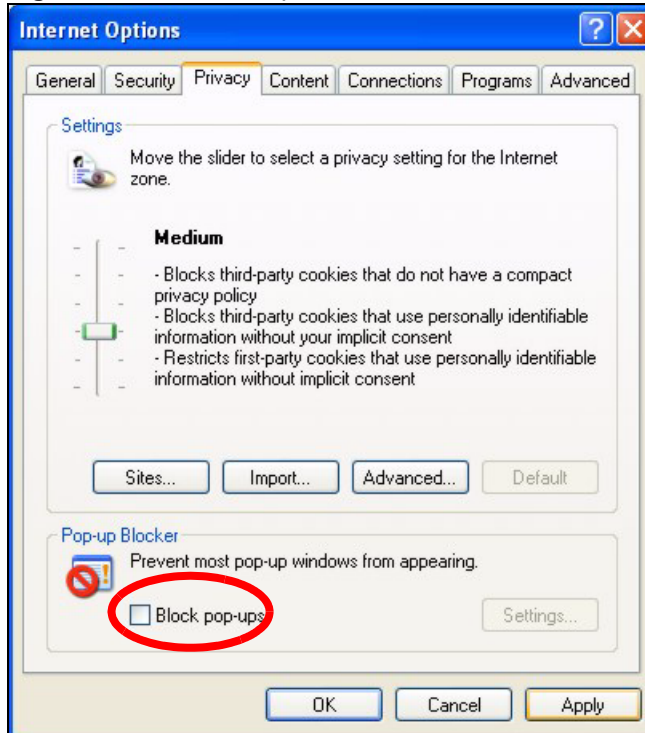 Internet Options
General Security Privacy Content Connections Programs Advanced
Settings
Move the slider to select a privacy setting for the Internet
zone.
Medium
- Blocks third-party cookies that do not have a compact
privacy policy
- Blocks third-party cookies that use personally identifiable
information without your implicit consent
- Restricts first-party cookies that use personally identifiable
information without implicit consent
Sites... Import... Advanced... Default
Pop-up Blocker
Prevent most pop-up windows from appearing.
Block pop-ups Settings...
OK Cancel Apply